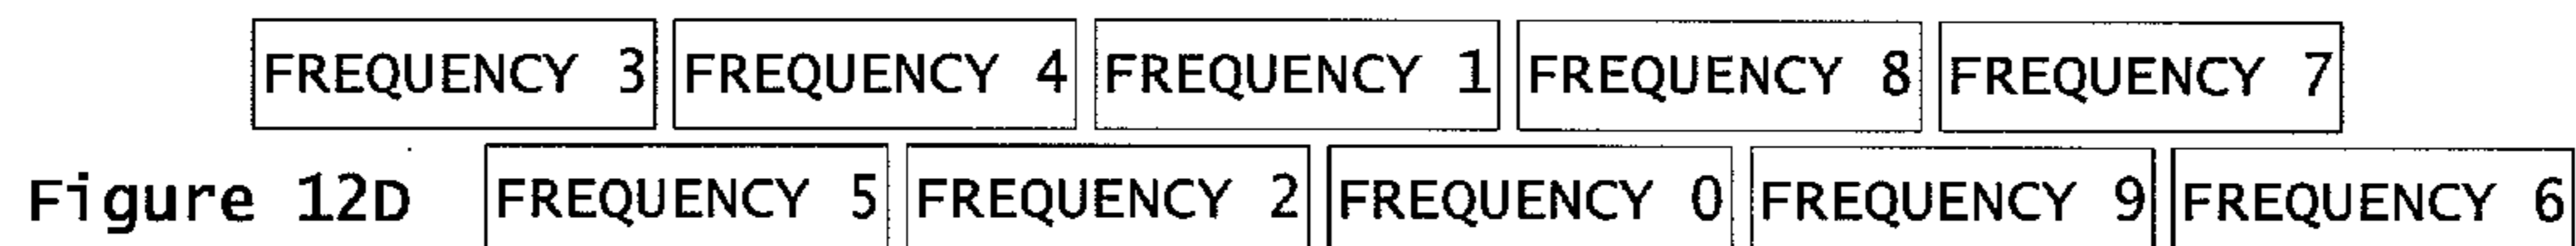 FREQUENCY 3 FREQUENCY 4 FREQUENCY 1 FREQUENCY 8 FREQUENCY 7
Figure 12D FREQUENCY 5 FREQUENCY 2 FREQUENCY 0 FREQUENCY 9 FREQUENCY 6